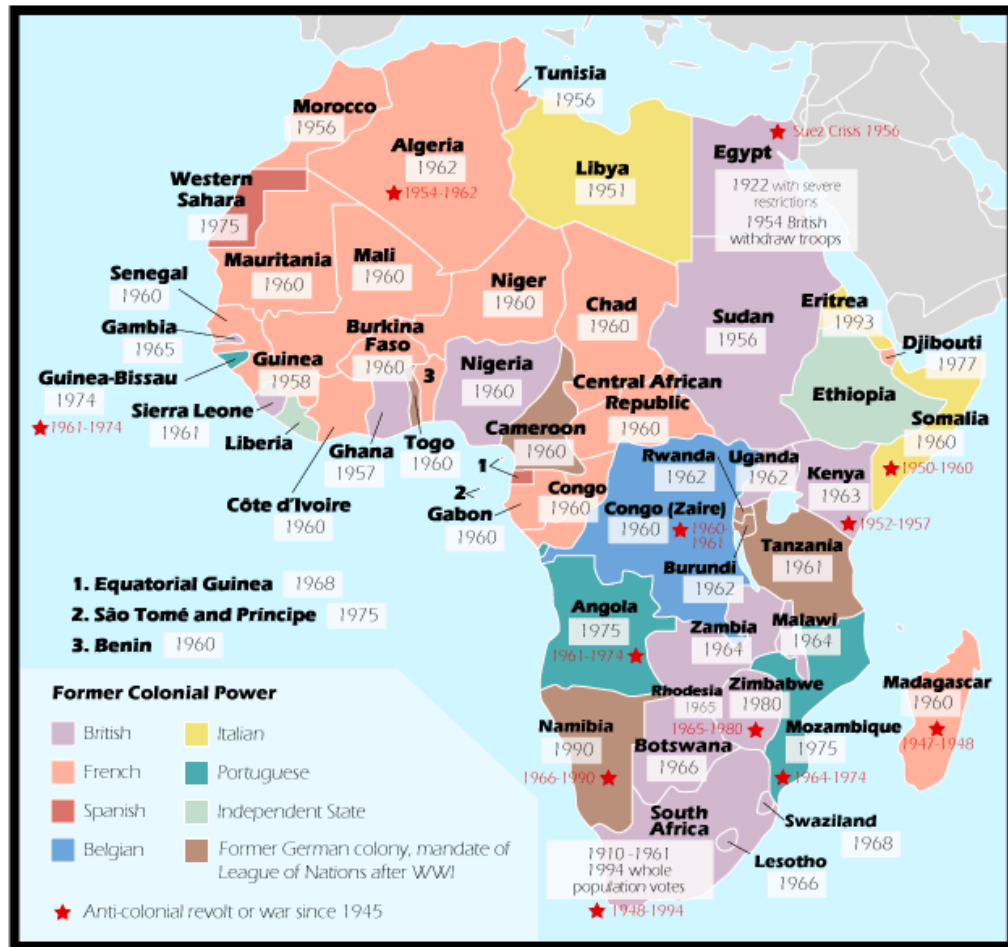 Tunisia
1956
Morocco
1956
Algeria
1962
1954-1962
Libya
1951
Egypt
Suez Crisis 1956
1922 with severe
restrictions
1954 British
withdraw troops
Western
Sahara
1975
Mauritania
1960
Mali
1960
Niger
1960
Chad
1960
Sudan
1956
Eritrea
1993
Djibouti
1977
Senegal
1960
Gambia
1965
Guinea-Bissau
1974
1961-1974
Guinea
1958
Sierra Leone
1961
Liberia
Côte d'Ivoire
1960
Burkina
Faso
1960
Ghana
1957
Togo
1960
3
Nigeria
1960
Cameroon
1960
Central African
Republic
1960
Ethiopia
Somalia
1960
1950-1960
1
2
Gabon
1960
Congo
1960
Congo (Zaire)
1960
1960-
1961
Rwanda
1962
Uganda
1962
Kenya
1963
1952-1957
Burundi
1962
Tanzania
1961
1. Equatorial Guinea 1968
2. São Tomé and Príncipe 1975
3. Benin 1960
Angola
1975
1961-1974
Zambia
1964
Malawi
1964
Rhodesia
1965
1965-1980
Zimbabwe
1980
Mozambique
1975
1964-1974
Madagascar
1960
1947-1948
Namibia
1990
1966-1990
Botswana
1966
South
Africa
1910 -1961
1994 whole
population votes
1948-1994
Swaziland
1968
Lesotho
1966
Former Colonial Power
British
Italian
French
Portuguese
Spanish
Independent State
Belgian
Former German colony, mandate of
League of Nations after WWI
Anti-colonial revolt or war since 1945